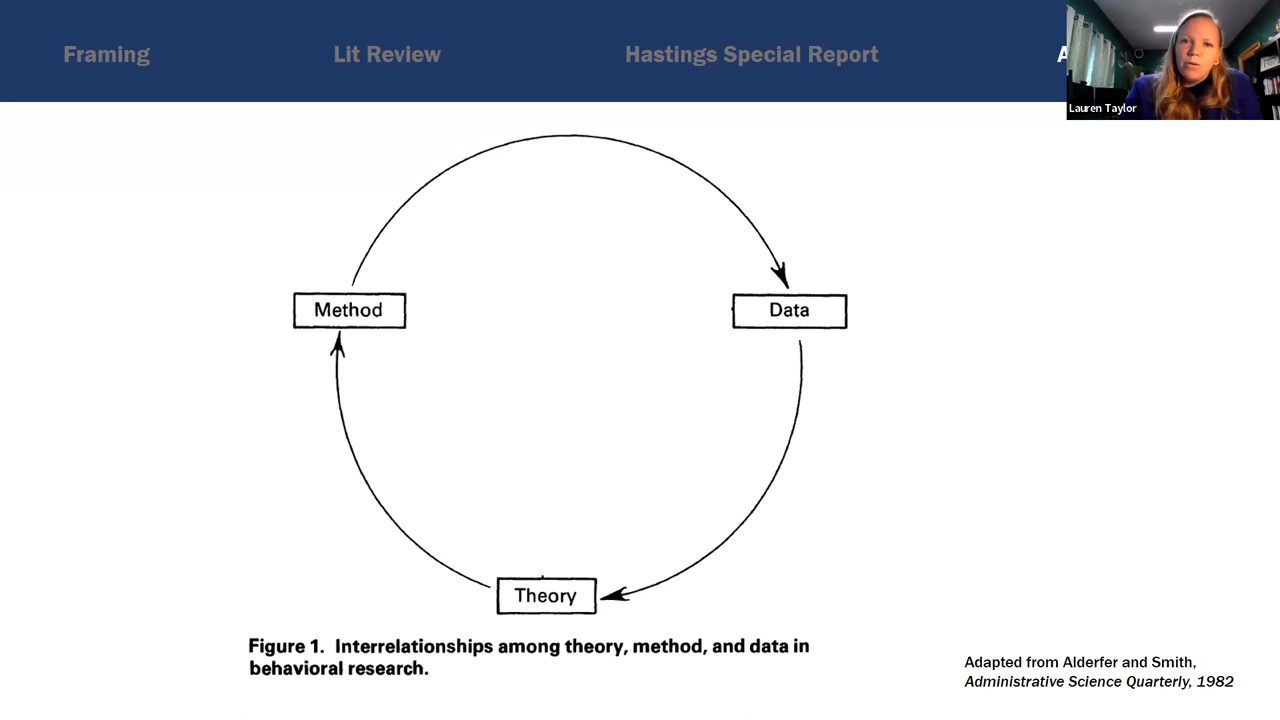 Framing Lit Review Hastings Special Report A
Lauren Taylor
Method
Data
Theory
Figure 1. Interrelationships among theory, method, and data in
behavioral research.
Adapted from Alderfer and Smith,
Administrative Science Quarterly, 1982